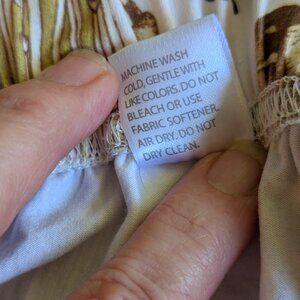 MACHINE WASH
COLD, GENTLE WITH
LIKE COLORS. DO NOT
BLEACH OR USE
FABRIC SOFTENER.
AIR DRY. DO NOT
DRY CLEAN.